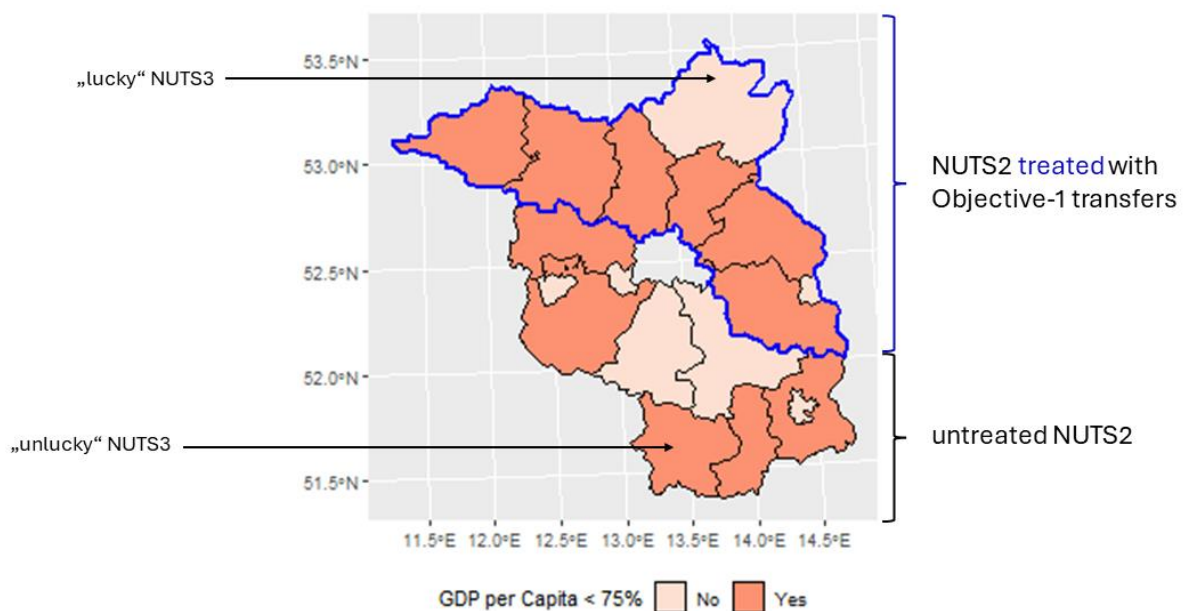 „lucky“ NUTS3
53.5°N
53.0°N
52.5°N
52.0°N
51.5°N
NUTS2 treated with
Objective-1 transfers
„unlucky“ NUTS3
untreated NUTS2
11.5°E 12.0°E 12.5°E 13.0°E 13.5°E 14.0°E 14.5°E
GDP per Capita < 75% No Yes